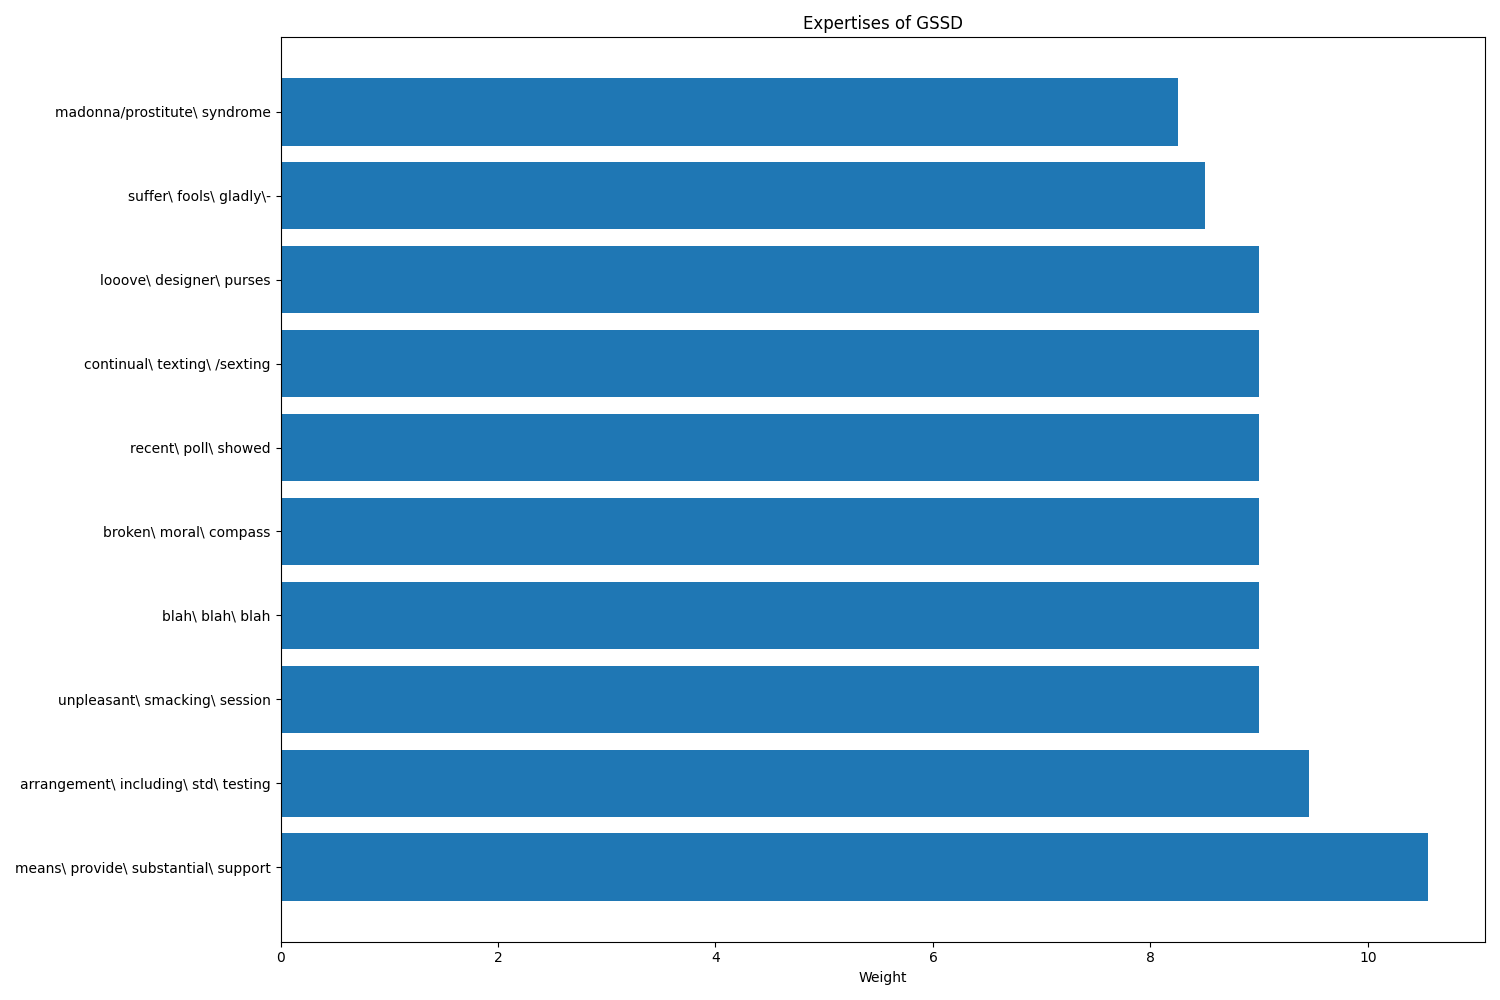 Expertises of GSSD
madonna/prostitute\ syndrome
suffer\ fools\ gladly\-
looove\ designer\ purses
continual\ texting\ /sexting
recent\ poll\ showed
broken\ moral\ compass
blah\ blah\ blah
unpleasant\ smacking\ session
arrangement\ including\ std\ testing
means\ provide\ substantial\ support
0 2 4 6 8 10
Weight